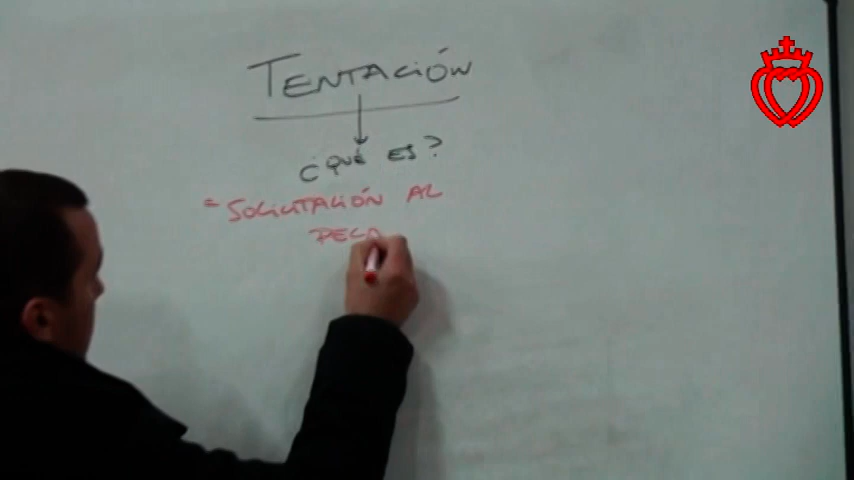 TENTACIÓN
¿QUÉ ES?
= SOLICITACIÓN AL
PECA